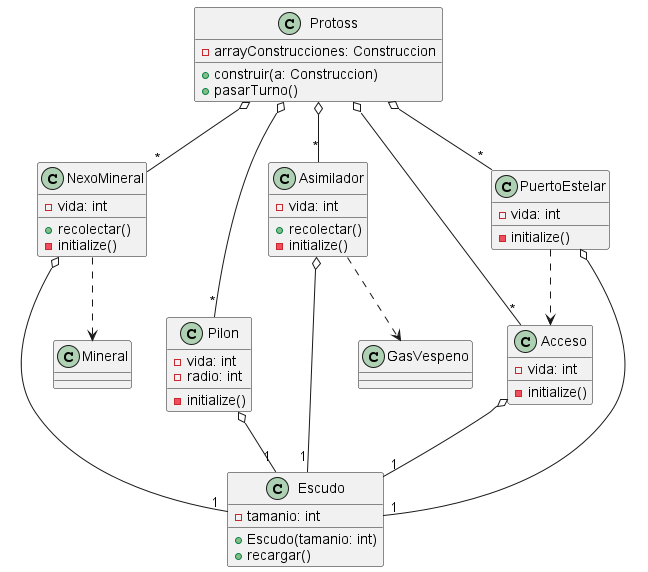 C Protoss
arrayConstrucciones: Construccion
construir(a: Construccion)
pasarTurno()
*
*
*
C NexoMineral
vida: int
recolectar()
initialize()
C Asimilador
vida: int
recolectar()
initialize()
C PuertoEstelar
vida: int
initialize()
*
*
C Mineral
C Pilon
vida: int
radio: int
initialize()
C GasVespeno
C Acceso
vida: int
initialize()
1
1
1
1
1
C Escudo
tamanio: int
Escudo(tamanio: int)
recargar()